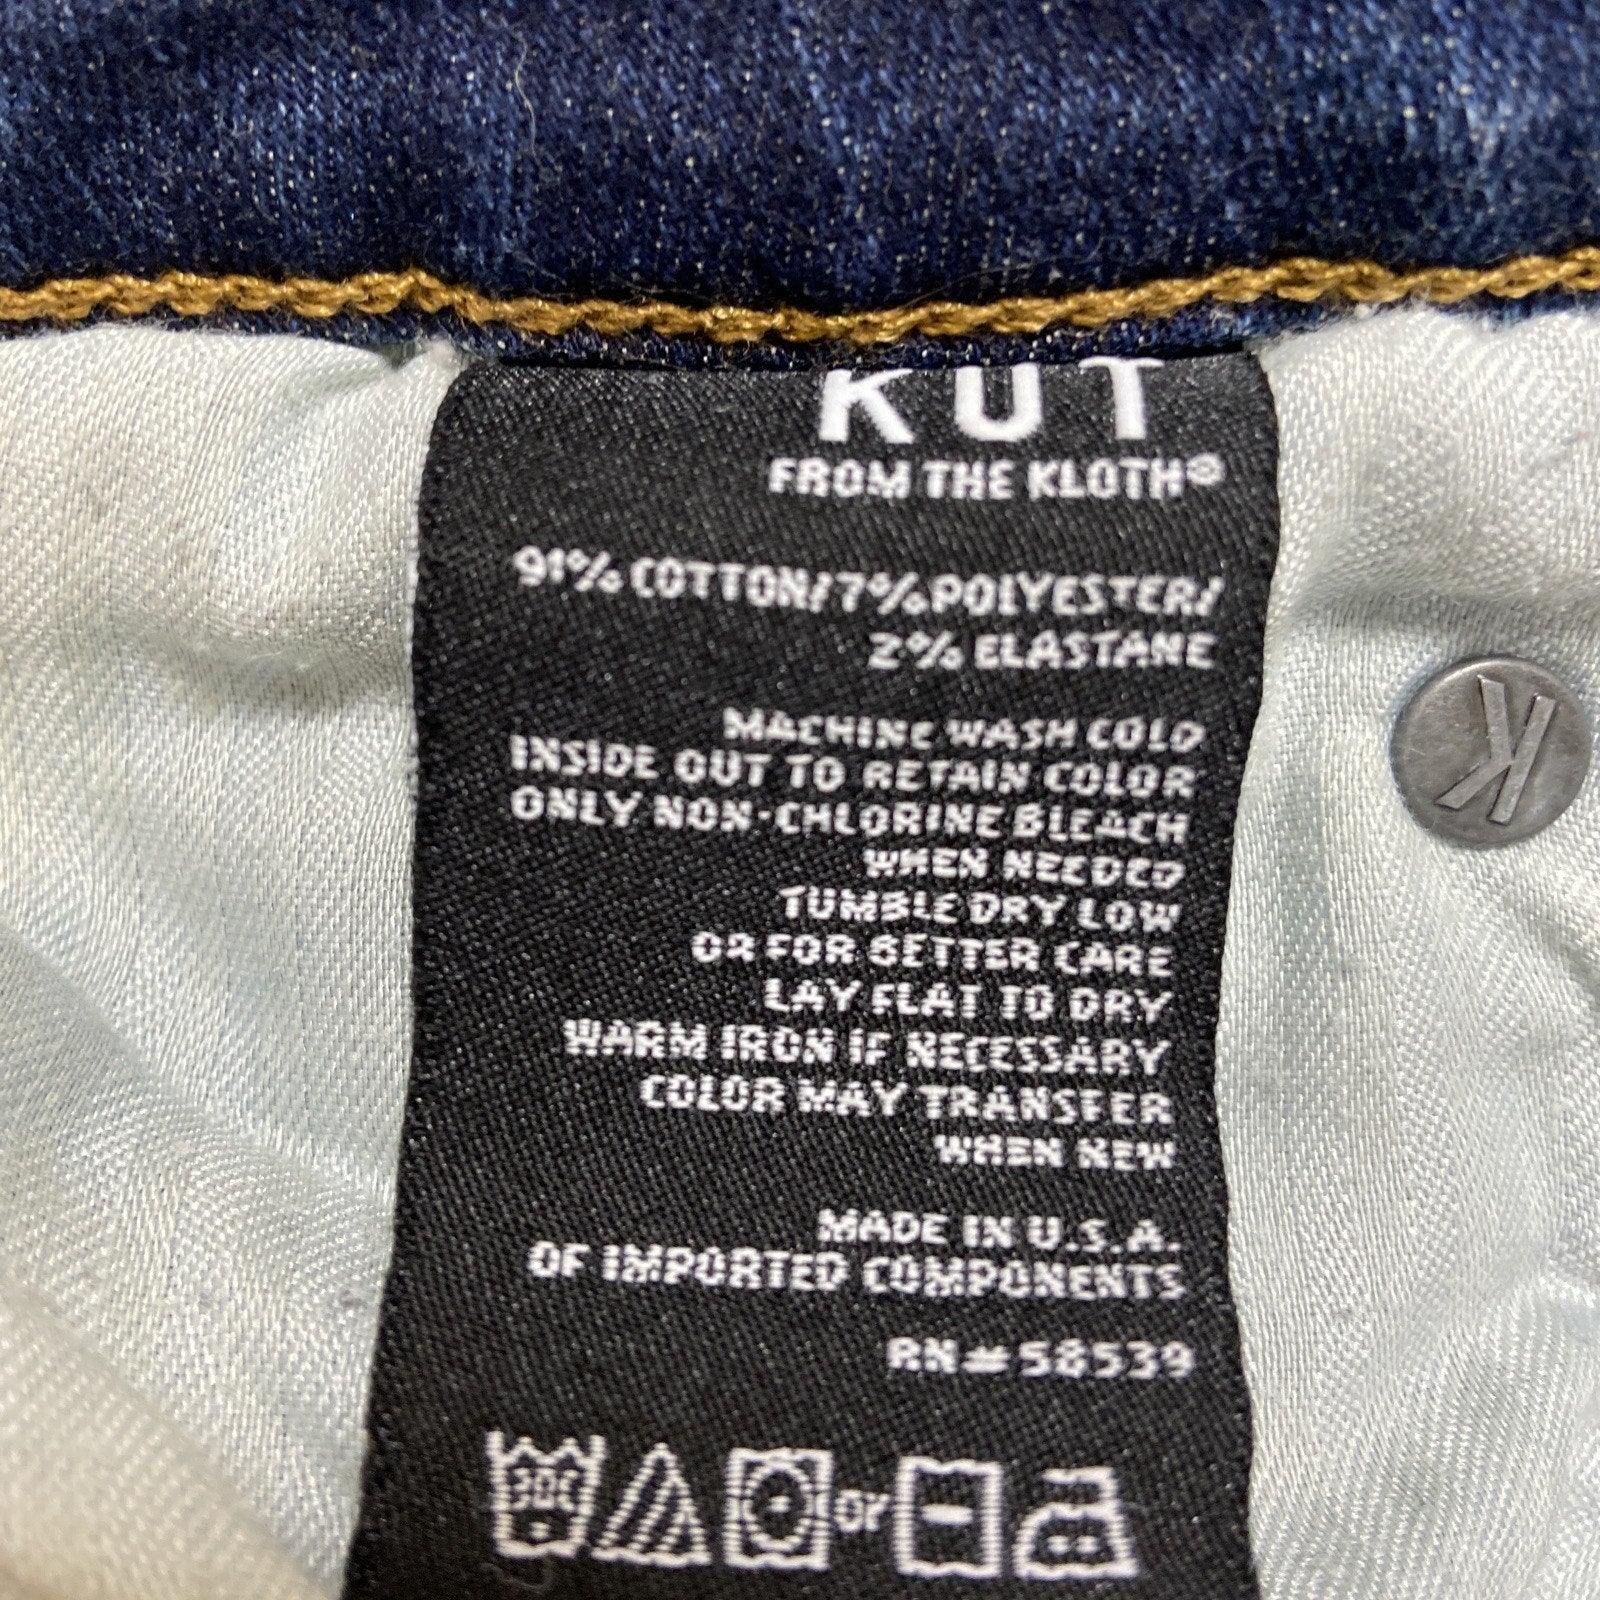 KUT
FROM THE KLOTH®
91% COTTON/7% POLYESTER/
2% ELASTANE
MACHINE WASH COLD
INSIDE OUT TO RETAIN COLOR
ONLY NON-CHLORINE BLEACH
WHEN NEEDED
TUMBLE DRY LOW
OR FOR BETTER CARE
LAY FLAT TO DRY
WARM IRON IF NECESSARY
COLOR MAY TRANSFER
WHEN NEW
MADE IN U.S.A.
OF IMPORTED COMPONENTS
RN#58539
30C or
K